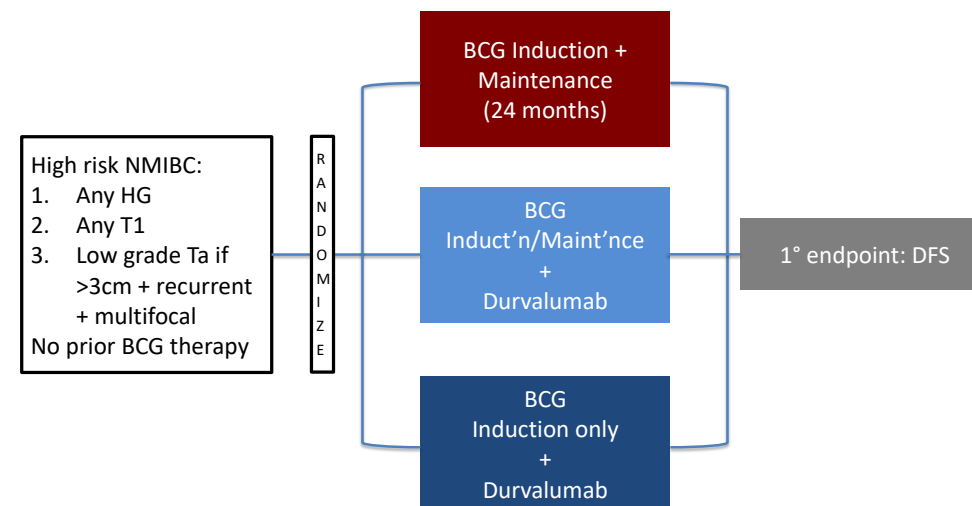 High risk NMIBC:
1. Any HG
2. Any T1
3. Low grade Ta if
>3cm + recurrent
+ multifocal
No prior BCG therapy
R
A
N
D
O
M
I
Z
E
BCG Induction +
Maintenance
(24 months)
BCG
Induct’n/Maint’nce
+
Durvalumab
BCG
Induction only
+
Durvalumab
1° endpoint: DFS